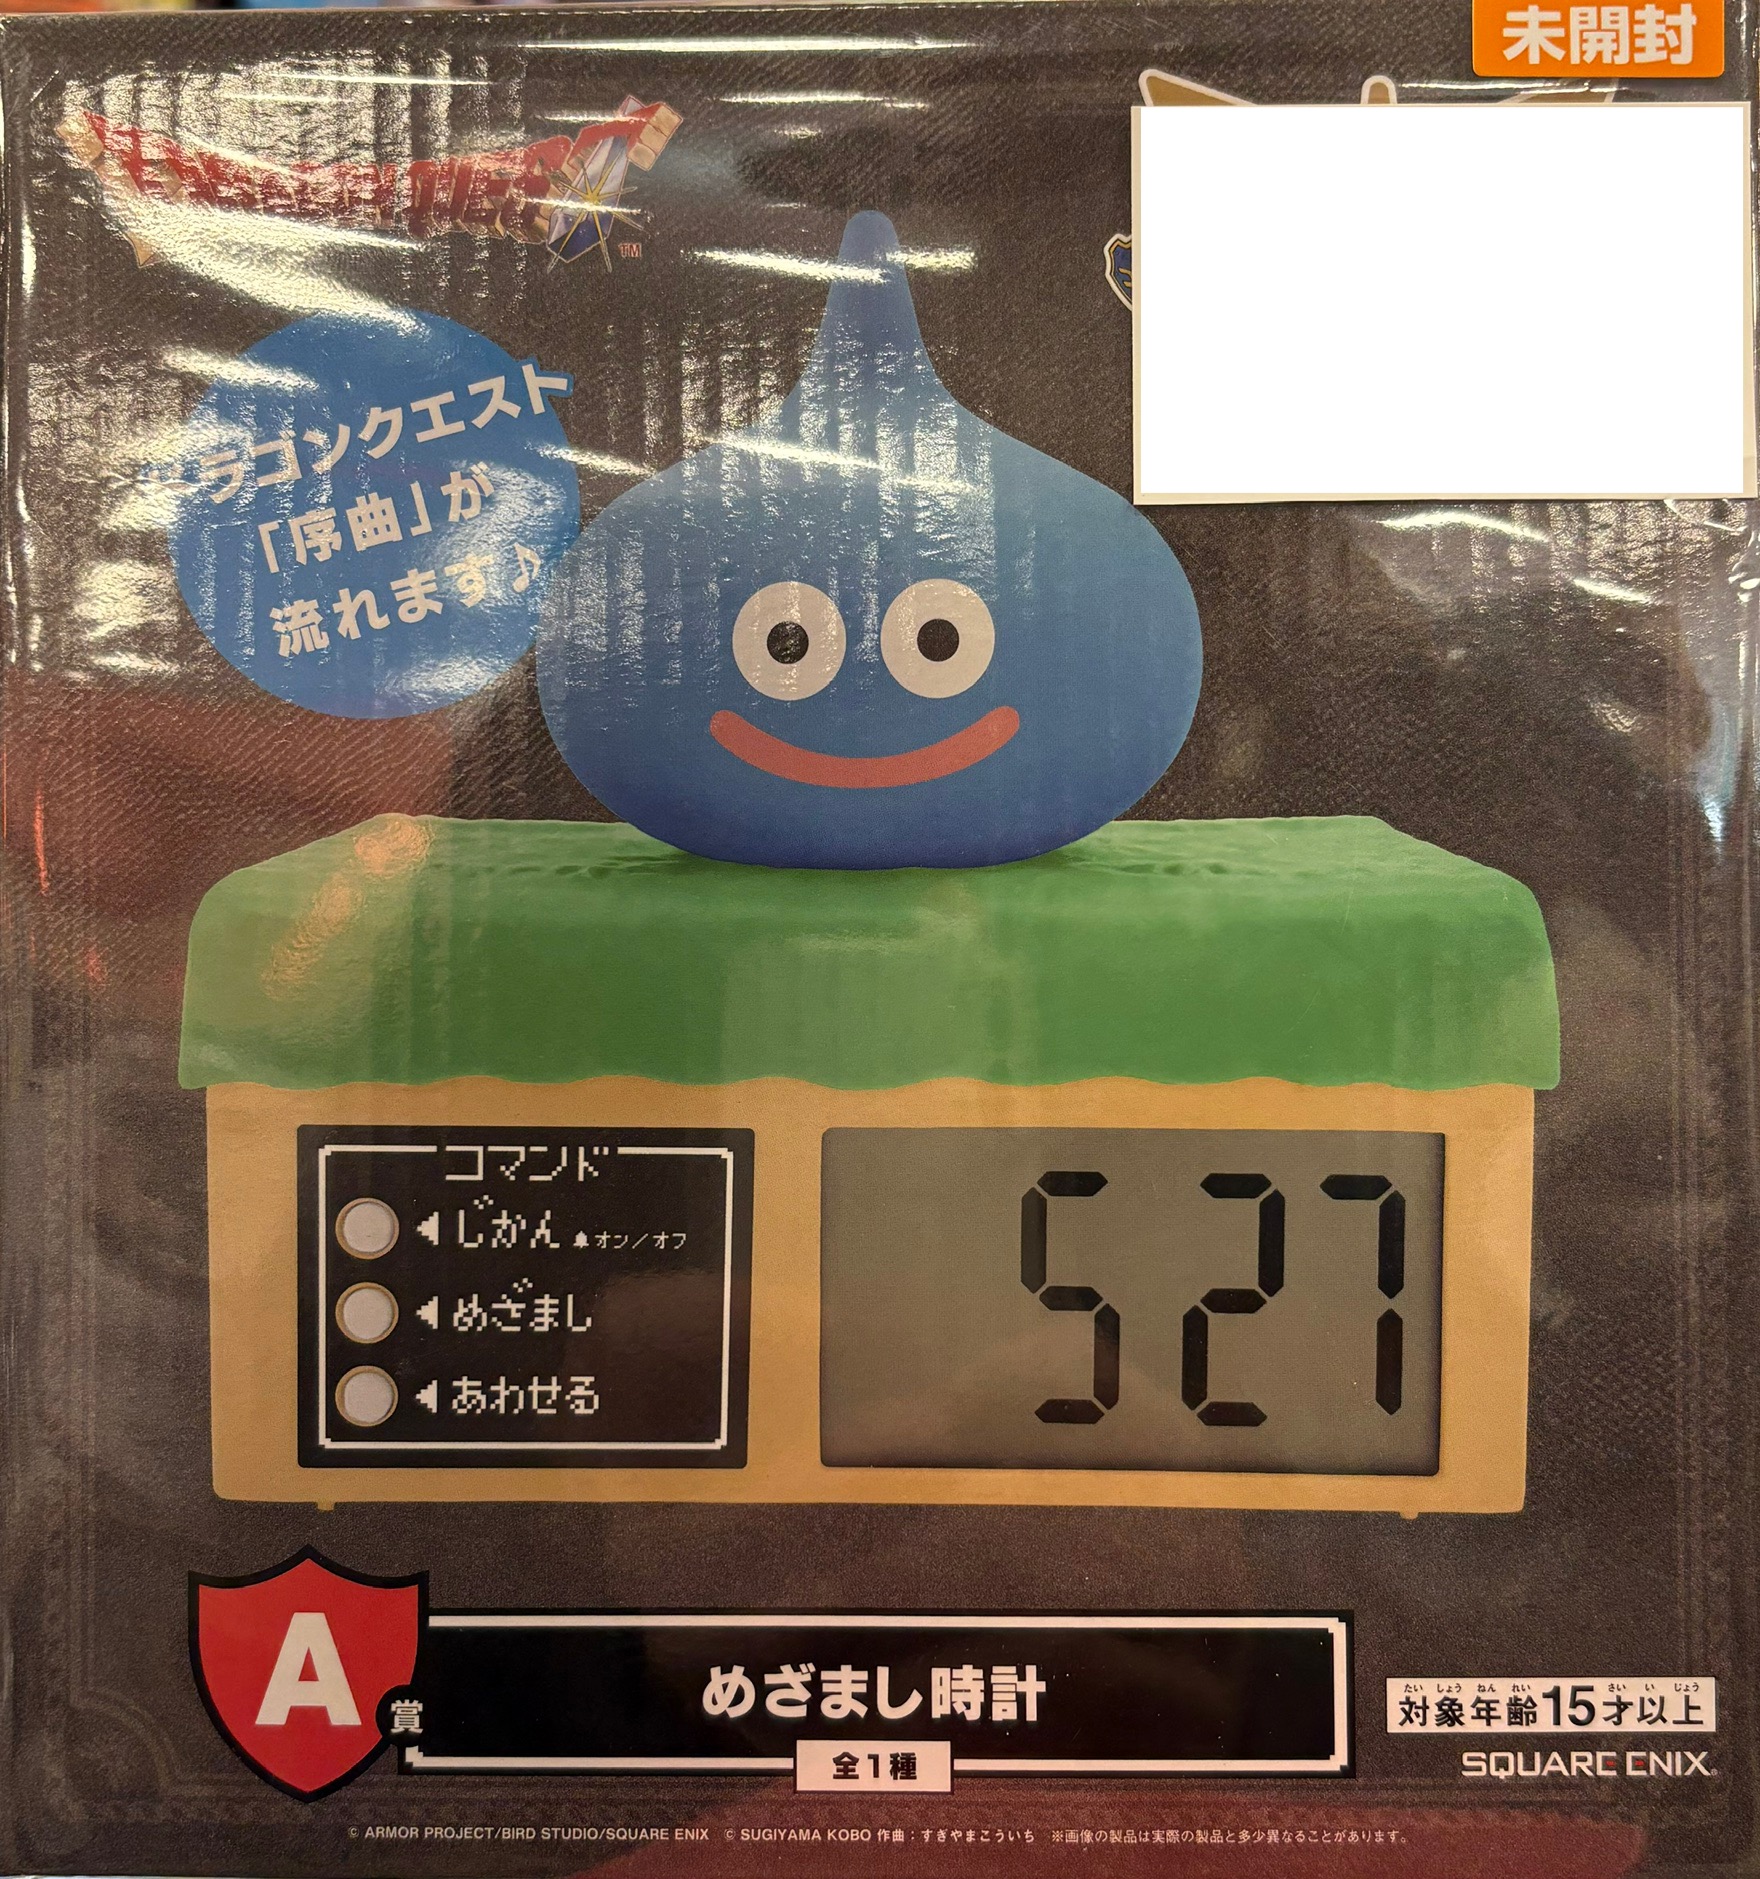 未開封
DRAGON QUEST
TM
ドラゴンクエスト
「序曲」が
流れます♪
コマンド
じかん オン／オフ
めざまし
あわせる
527
A賞
めざまし時計
全1種
たいしょうねんれい さいいじょう
対象年齢15才以上
SQUARE ENIX
© ARMOR PROJECT/BIRD STUDIO/SQUARE ENIX © SUGIYAMA KOBO 作曲：すぎやまこういち ※画像の製品は実際の製品と多少異なることがあります。